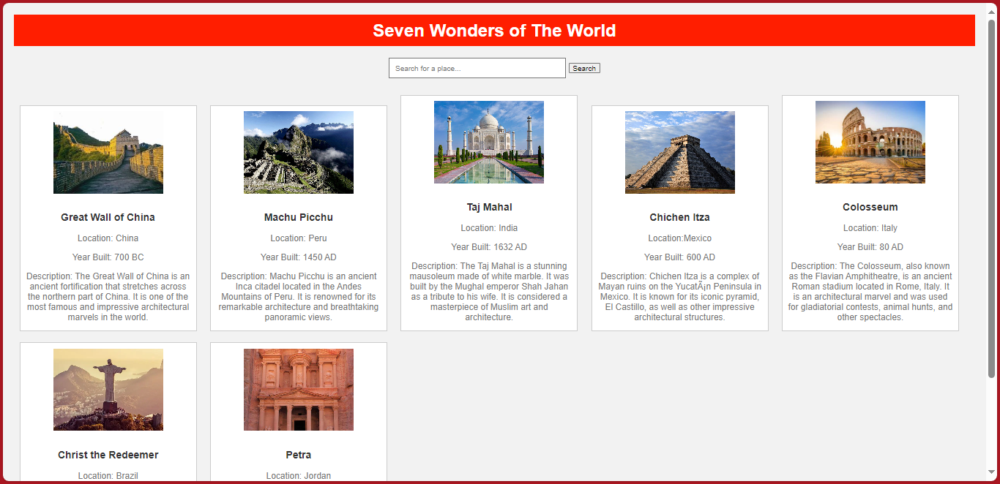 Seven Wonders of The World
Search for a place...
Search
Great Wall of China
Location: China
Year Built: 700 BC
Description: The Great Wall of China is an
ancient fortification that stretches across
the northern part of China. It is one of the
most famous and impressive architectural
marvels in the world.
Machu Picchu
Location: Peru
Year Built: 1450 AD
Description: Machu Picchu is an ancient
Inca citadel located in the Andes
Mountains of Peru. It is renowned for its
remarkable architecture and breathtaking
panoramic views.
Taj Mahal
Location: India
Year Built: 1632 AD
Description: The Taj Mahal is a stunning
mausoleum made of white marble. It was
built by the Mughal emperor Shah Jahan
as a tribute to his wife. It is considered a
masterpiece of Muslim art and
architecture.
Chichen Itza
Location:Mexico
Year Built: 600 AD
Description: Chichen Itza is a complex of
Mayan ruins on the YucatÃ¡n Peninsula in
Mexico. It is known for its iconic pyramid,
El Castillo, as well as other impressive
architectural structures.
Colosseum
Location: Italy
Year Built: 80 AD
Description: The Colosseum, also known
as the Flavian Amphitheatre, is an ancient
Roman stadium located in Rome, Italy. It
is an architectural marvel and was used
for gladiatorial contests, animal hunts, and
other spectacles.
Christ the Redeemer
Location: Brazil
Petra
Location: Jordan